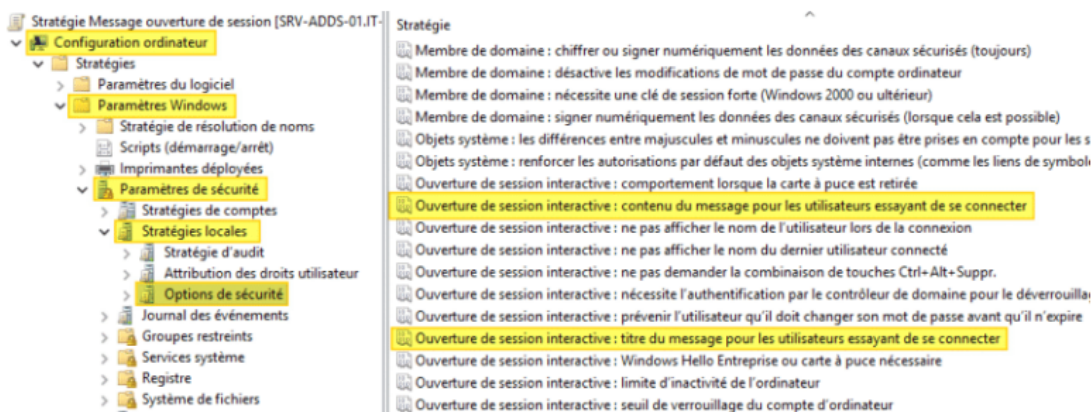 Stratégie Message ouverture de session [SRV-ADDS-01.IT-
Configuration ordinateur
Stratégies
Paramètres du logiciel
Paramètres Windows
Stratégie de résolution de noms
Scripts (démarrage/arrêt)
Imprimantes déployées
Paramètres de sécurité
Stratégies de comptes
Stratégies locales
Stratégie d'audit
Attribution des droits utilisateur
Options de sécurité
Journal des événements
Groupes restreints
Services système
Registre
Système de fichiers
Stratégie
Membre de domaine : chiffrer ou signer numériquement les données des canaux sécurisés (toujours)
Membre de domaine : désactive les modifications de mot de passe du compte ordinateur
Membre de domaine : nécessite une clé de session forte (Windows 2000 ou ultérieur)
Membre de domaine : signer numériquement les données des canaux sécurisés (lorsque cela est possible)
Objets système : les différences entre majuscules et minuscules ne doivent pas être prises en compte pour les s
Objets système : renforcer les autorisations par défaut des objets système internes (comme les liens de symbole
Ouverture de session interactive : comportement lorsque la carte à puce est retirée
Ouverture de session interactive : contenu du message pour les utilisateurs essayant de se connecter
Ouverture de session interactive : ne pas afficher le nom de l'utilisateur lors de la connexion
Ouverture de session interactive : ne pas afficher le nom du dernier utilisateur connecté
Ouverture de session interactive : ne pas demander la combinaison de touches Ctrl+Alt+Suppr.
Ouverture de session interactive : nécessite l'authentification par le contrôleur de domaine pour le déverrouillag
Ouverture de session interactive : prévenir l'utilisateur qu'il doit changer son mot de passe avant qu'il n'expire
Ouverture de session interactive : titre du message pour les utilisateurs essayant de se connecter
Ouverture de session interactive : Windows Hello Entreprise ou carte à puce nécessaire
Ouverture de session interactive : limite d'inactivité de l'ordinateur
Ouverture de session interactive : seuil de verrouillage du compte d'ordinateur